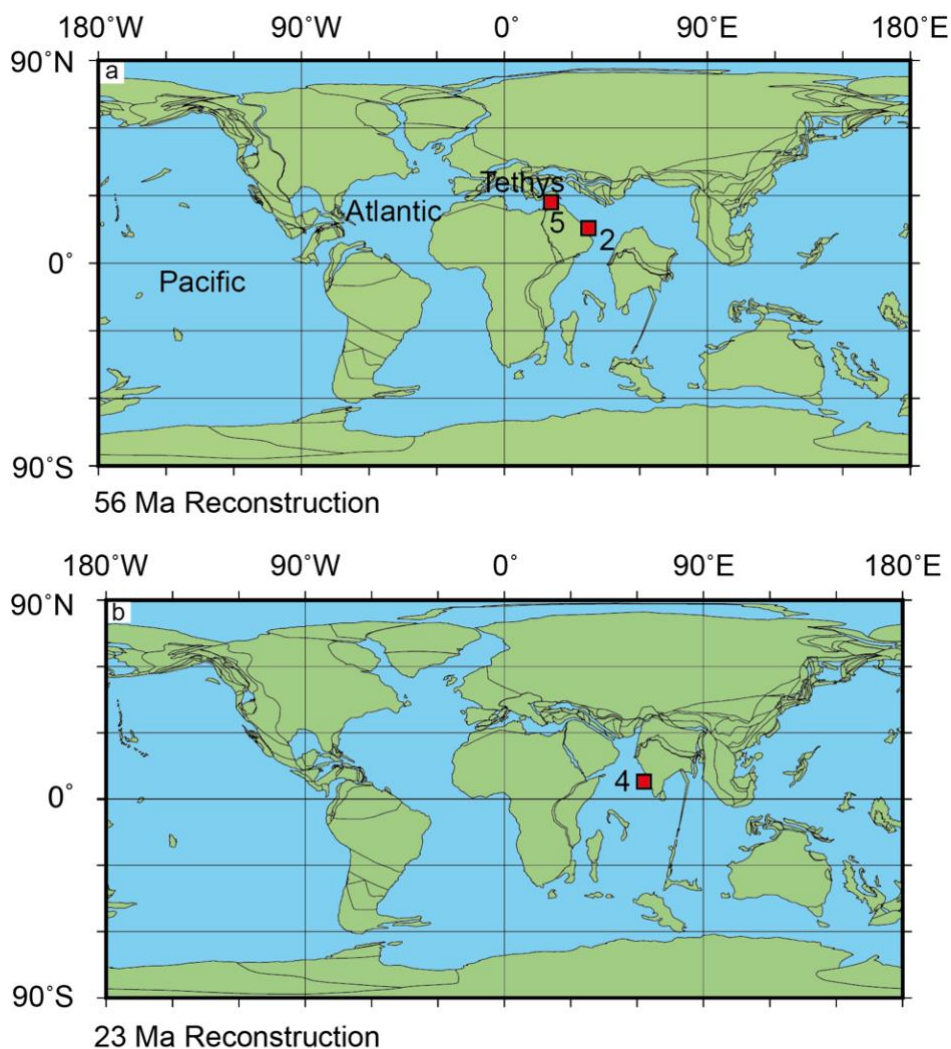 180˚W 90˚W 0˚ 90˚E 180˚E
90˚N
a
Tethys
Atlantic
5
2
0˚
Pacific
90˚S
56 Ma Reconstruction
180˚W 90˚W 0˚ 90˚E 180˚E
90˚N
b
4
0˚
90˚S
23 Ma Reconstruction